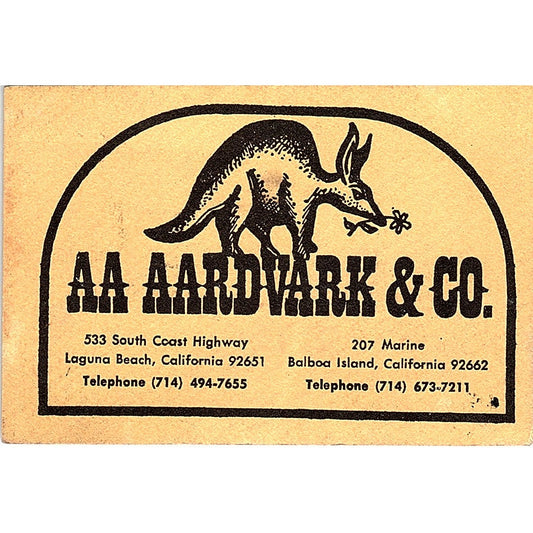 AA AARDVARK & CO.
533 South Coast Highway
Laguna Beach, California 92651
Telephone (714) 494-7655
207 Marine
Balboa Island, California 92662
Telephone (714) 673-7211